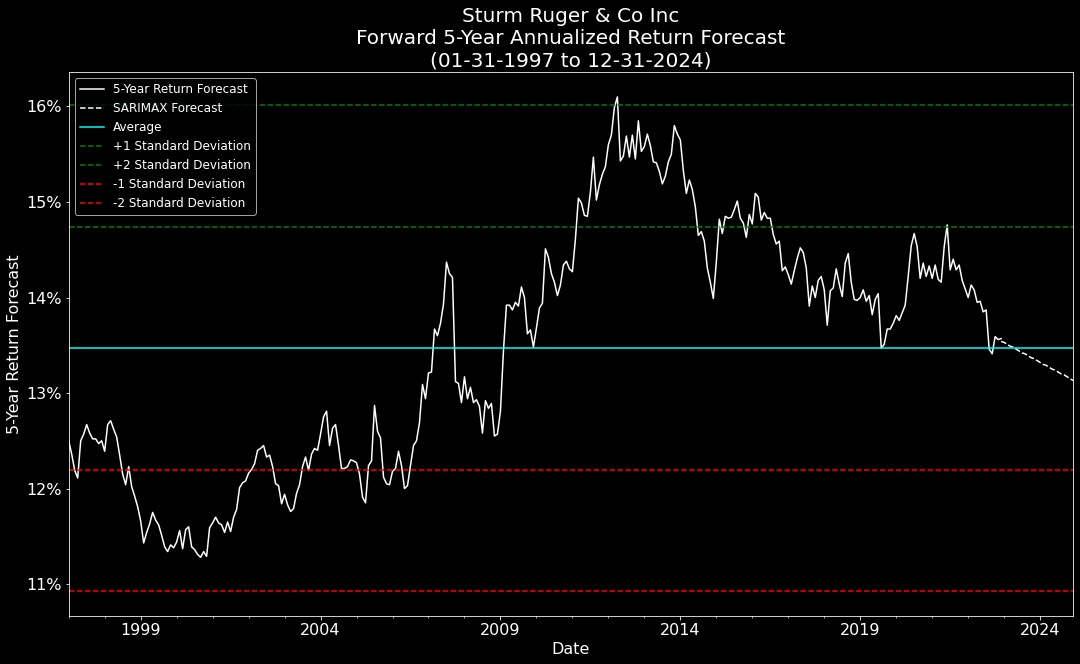 Sturm Ruger & Co Inc
Forward 5-Year Annualized Return Forecast
(01-31-1997 to 12-31-2024)
5-Year Return Forecast
SARIMAX Forecast
Average
+1 Standard Deviation
+2 Standard Deviation
-1 Standard Deviation
-2 Standard Deviation
16%
15%
14%
13%
12%
11%
5-Year Return Forecast
1999
2004
2009
2014
2019
2024
Date